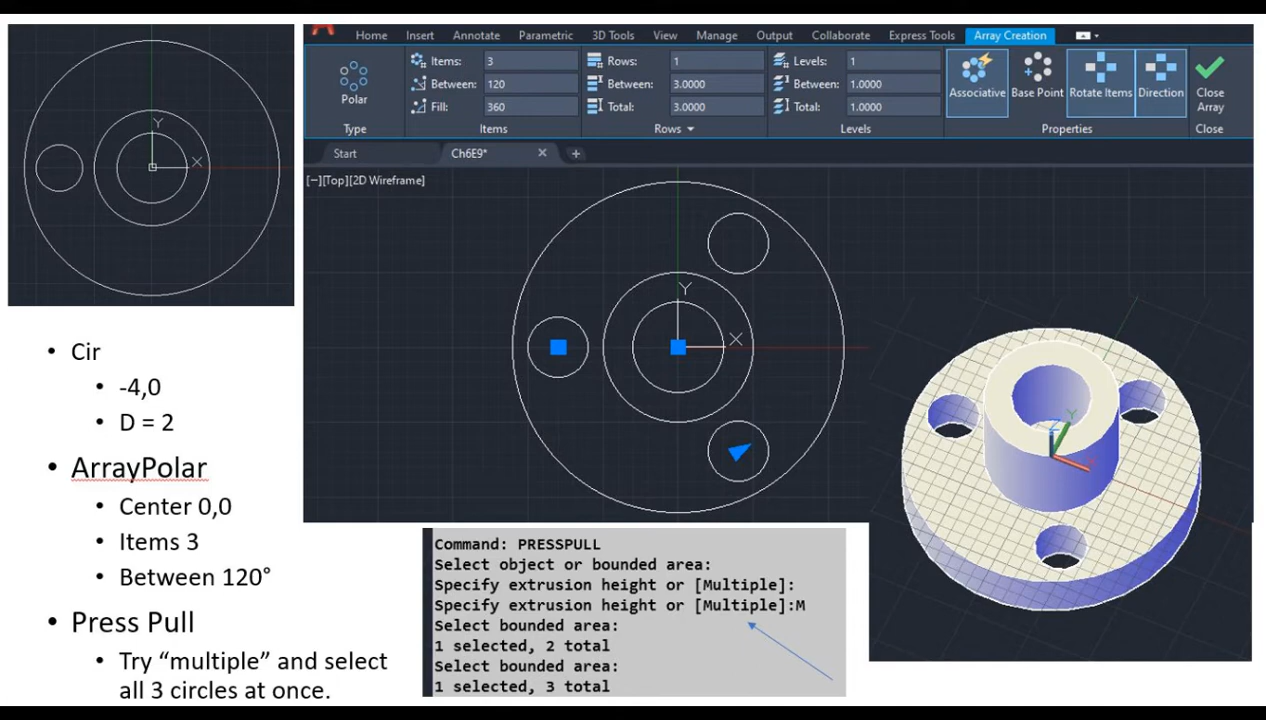 Home Insert Annotate Parametric 3D Tools View Manage Output Collaborate Express Tools Array Creation
Polar
Type
Items: 3
Between: 120
Fill: 360
Items
Rows: 1
Between: 3.0000
Total: 3.0000
Rows
Levels: 1
Between: 1.0000
Total: 1.0000
Levels
Associative Base Point Rotate Items Direction
Properties
Close
Array
Close
Start Ch6E9*
[−][Top][2D Wireframe]
Y
X
Y
X
Y
Z
X
• Cir
• -4,0
• D = 2
• ArrayPolar
• Center 0,0
• Items 3
• Between 120°
• Press Pull
• Try “multiple” and select
all 3 circles at once.
Command: PRESSPULL
Select object or bounded area:
Specify extrusion height or [Multiple]:
Specify extrusion height or [Multiple]:M
Select bounded area:
1 selected, 2 total
Select bounded area:
1 selected, 3 total